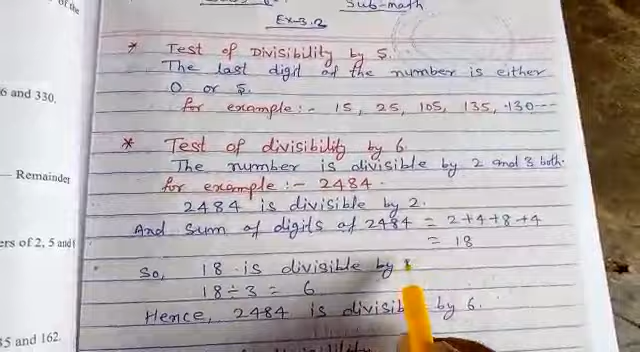 of the
Sub-math
Ex-3.2
* Test of Divisibility by 5.
The last digit of the number is either
0 or 5.
6 and 330.
for example:- 15, 25, 105, 135, 130---
* Test of divisibility by 6.
The number is divisible by 2 and 3 both.
— Remainder
for example :- 2484.
2484 is divisible by 2.
And sum of digits of 2484 = 2+4+8+4
= 18
ers of 2, 5 and
So, 18 is divisible by
18÷3 = 6
Hence, 2484 is divisib by 6.
35 and 162.